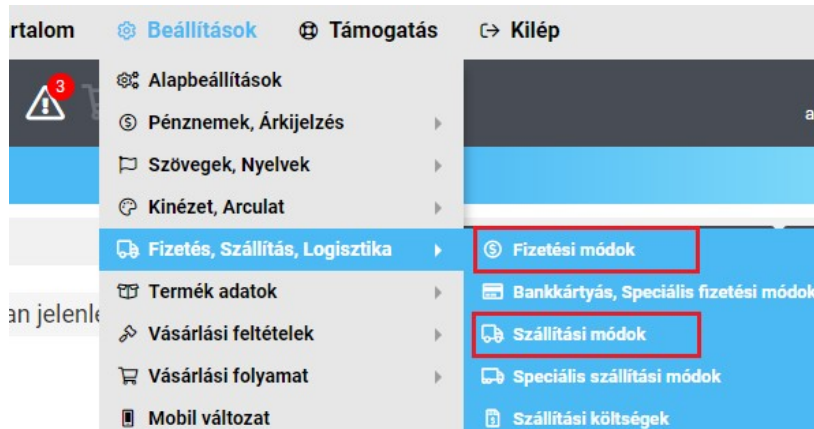 rtalom Beállítások Támogatás Kilép
3
a
Alapbeállítások
Pénznemek, Árkijelzés
Szövegek, Nyelvek
Kinézet, Arculat
Fizetés, Szállítás, Logisztika
Termék adatok
Vásárlási feltételek
Vásárlási folyamat
Mobil változat
Fizetési módok
Bankkártyás, Speciális fizetési módok
Szállítási módok
Speciális szállítási módok
Szállítási költségek
an jelenle